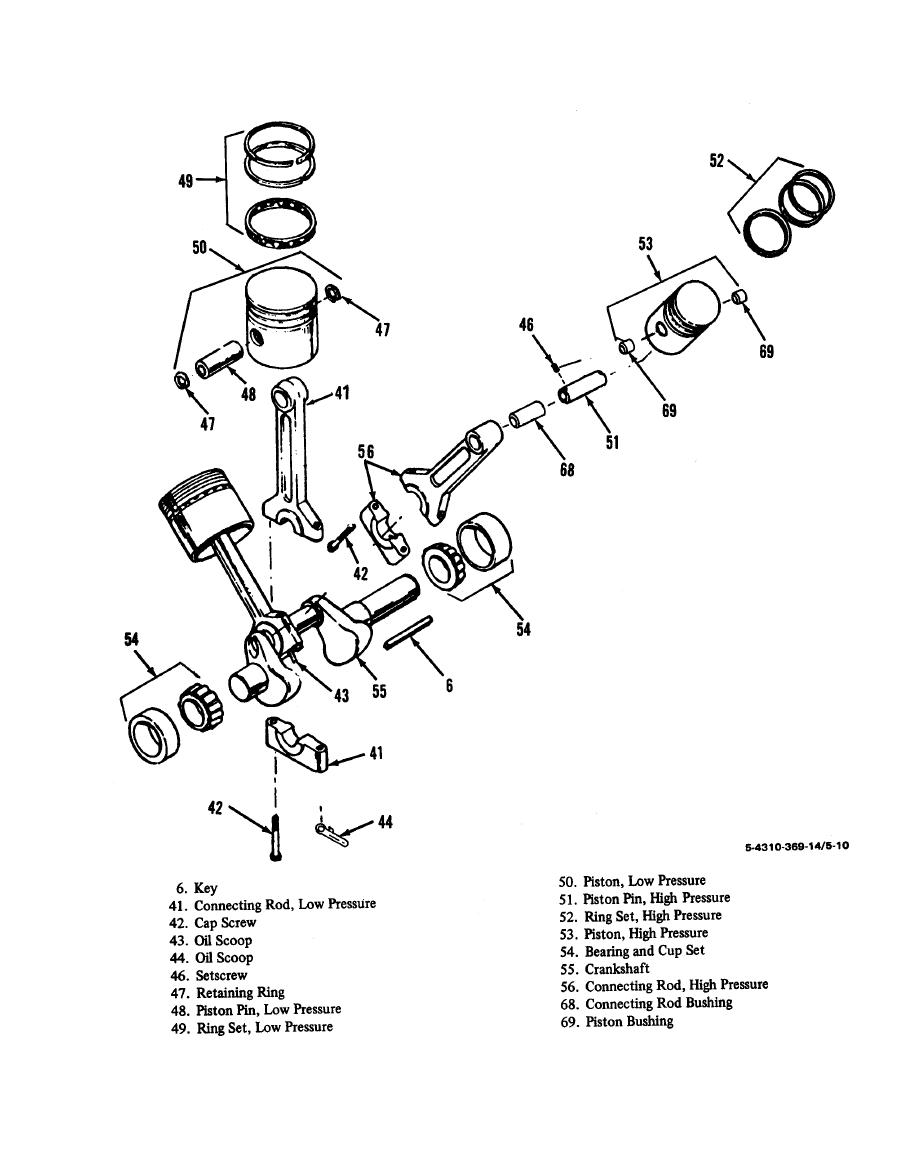 52
49
53
50
46
47
69
48
41
69
47
51
56
68
42
54
54
6
43
55
41
42
44
5-4310-369-14/5-10
6. Key
41. Connecting Rod, Low Pressure
42. Cap Screw
43. Oil Scoop
44. Oil Scoop
46. Setscrew
47. Retaining Ring
48. Piston Pin, Low Pressure
49. Ring Set, Low Pressure
50. Piston, Low Pressure
51. Piston Pin, High Pressure
52. Ring Set, High Pressure
53. Piston, High Pressure
54. Bearing and Cup Set
55. Crankshaft
56. Connecting Rod, High Pressure
68. Connecting Rod Bushing
69. Piston Bushing